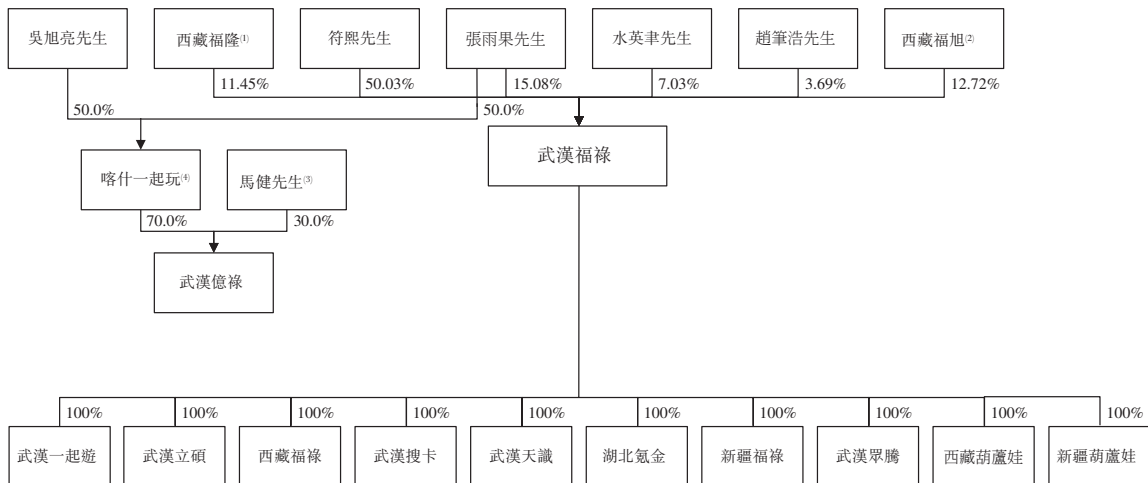 吳旭亮先生
西藏福隆(1)
符熙先生
張雨果先生
水英聿先生
趙筆浩先生
西藏福旭(2)
11.45%
50.03%
15.08%
7.03%
3.69%
12.72%
50.0%
50.0%
武漢福祿
喀什一起玩(4)
馬健先生(3)
70.0%
30.0%
武漢億祿
100%
100%
100%
100%
100%
100%
100%
100%
100%
100%
武漢一起遊
武漢立碩
西藏福祿
武漢搜卡
武漢天識
湖北氪金
新疆福祿
武漢眾騰
西藏葫蘆娃
新疆葫蘆娃